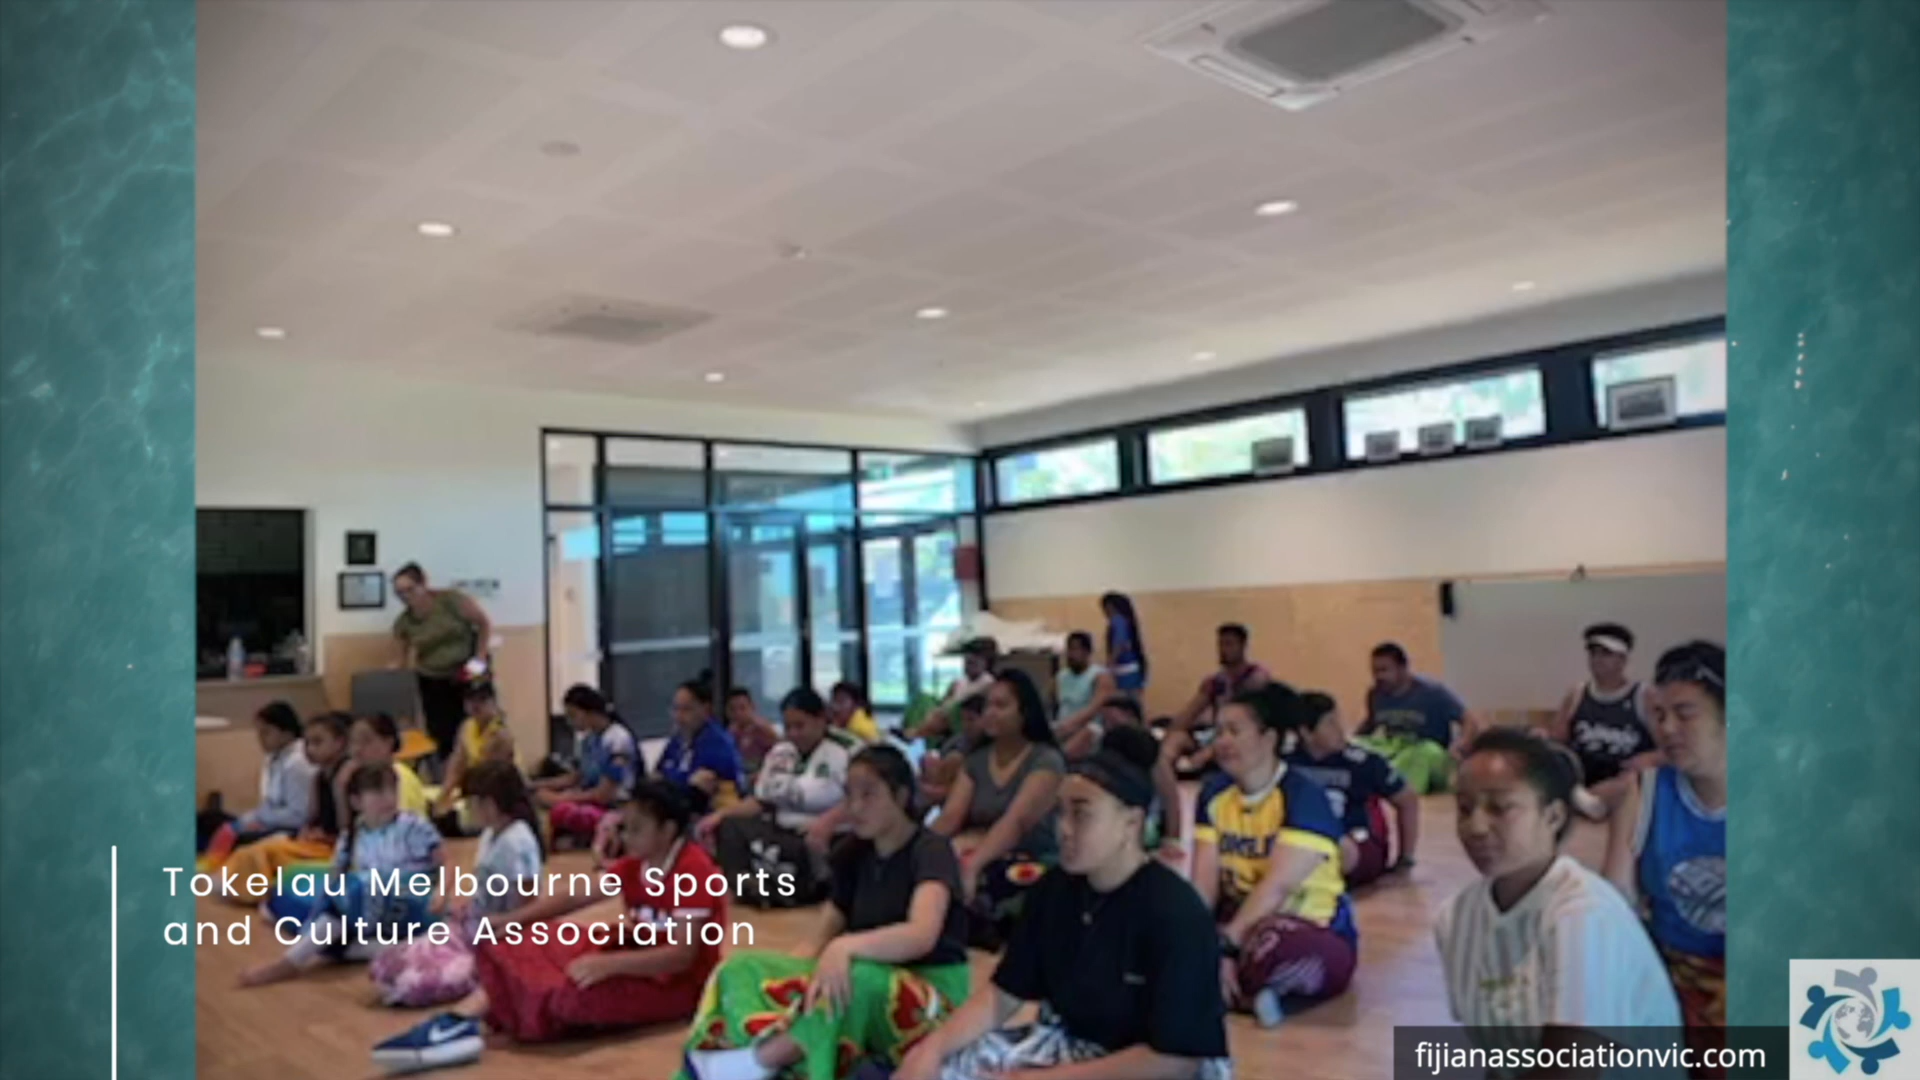 Tokelau Melbourne Sports
and Culture Association
fijianassociationvic.com